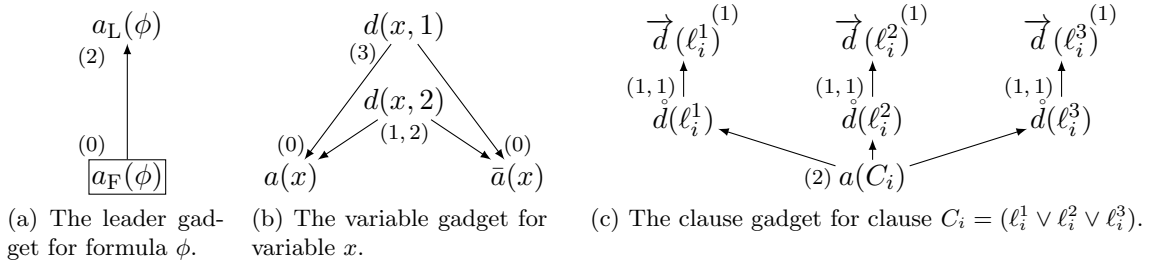 a_L(ϕ)
(2)
(0)
a_F(ϕ)
(a) The leader gad-
get for formula ϕ.
d(x, 1)
(3)
d(x, 2)
(1, 2)
(0)
(0)
a(x)
ā(x)
(b) The variable gadget for
variable x.
d⃗(ℓ_i^1)^(1)
d⃗(ℓ_i^2)^(1)
d⃗(ℓ_i^3)^(1)
(1, 1)
(1, 1)
(1, 1)
d̊(ℓ_i^1)
d̊(ℓ_i^2)
d̊(ℓ_i^3)
(2) a(C_i)
(c) The clause gadget for clause C_i = (ℓ_i^1 ∨ ℓ_i^2 ∨ ℓ_i^3).